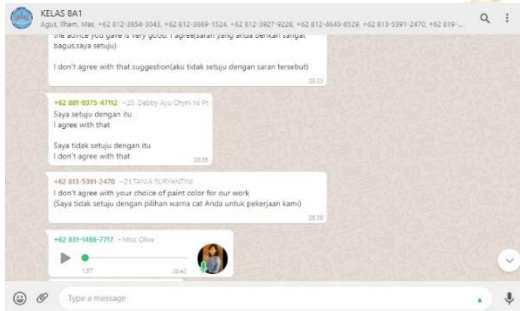 KELAS 8A1
Agus, Ilham, Mas, +62 812-3854-3043, +62 812-3869-1524, +62 812-3927-9228, +62 812-4640-8529, +62 813-5391-2470, +62 819-...
the advice you gave is very good. I agree(saran yang anda berikan sangat
bagus.saya setuju)
I don't agree with that suggestion(aku tidak setuju dengan saran tersebut)
08.33
+62 881-0375-47112 ~25. Debby Ayu Chyni Ni Pt
Saya setuju dengan itu
I agree with that
Saya tidak setuju dengan itu
I don't agree with that
+62 813-5391-2470 ~21.TANIA SURYANTINI
I don't agree with your choice of paint color for our work
(Saya tidak setuju dengan pilihan warna cat Anda untuk pekerjaan kami)
08.39
+62 831-1488-7717 ~Mos Olive
1:37
08.40
Type a message